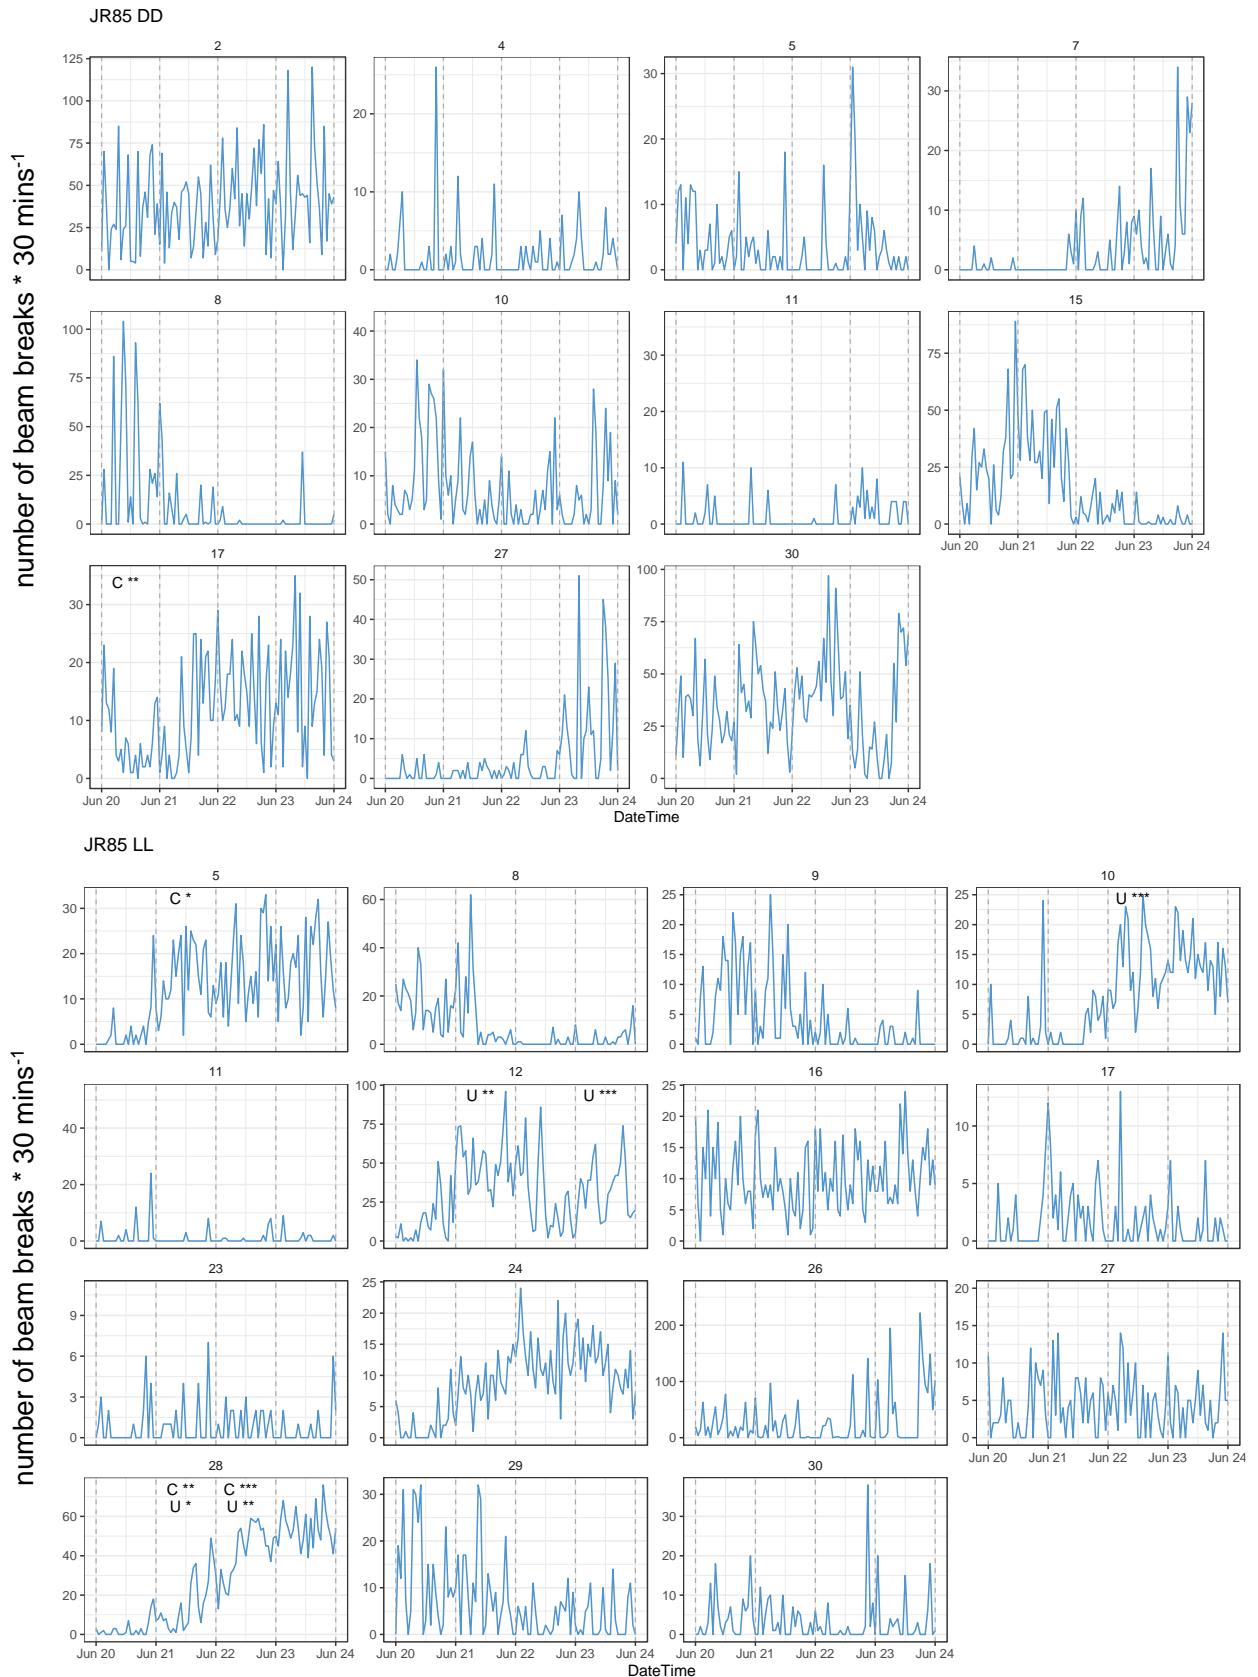 JR85 DD
number of beam breaks * 30 mins⁻¹
2 4 5 7
125 100 75 50 25 0
20 10 0
30 20 10 0
30 20 10 0
8 10 11 15
100 75 50 25 0
40 30 20 10 0
30 20 10 0
75 50 25 0
Jun 20 Jun 21 Jun 22 Jun 23 Jun 24
17 27 30
C **
30 20 10 0
50 40 30 20 10 0
100 75 50 25 0
Jun 20 Jun 21 Jun 22 Jun 23 Jun 24
Jun 20 Jun 21 Jun 22 Jun 23 Jun 24
Jun 20 Jun 21 Jun 22 Jun 23 Jun 24
DateTime
JR85 LL
number of beam breaks * 30 mins⁻¹
5 8 9 10
C *
U ***
30 20 10 0
60 40 20 0
25 20 15 10 5 0
25 20 15 10 5 0
11 12 16 17
U ** U ***
40 20 0
100 75 50 25 0
25 20 15 10 5 0
10 5 0
23 24 26 27
9 6 3 0
25 20 15 10 5 0
200 100 0
20 15 10 5 0
Jun 20 Jun 21 Jun 22 Jun 23 Jun 24
28 29 30
C ** C ***
U * U **
60 40 20 0
30 20 10 0
30 20 10 0
Jun 20 Jun 21 Jun 22 Jun 23 Jun 24
Jun 20 Jun 21 Jun 22 Jun 23 Jun 24
Jun 20 Jun 21 Jun 22 Jun 23 Jun 24
DateTime